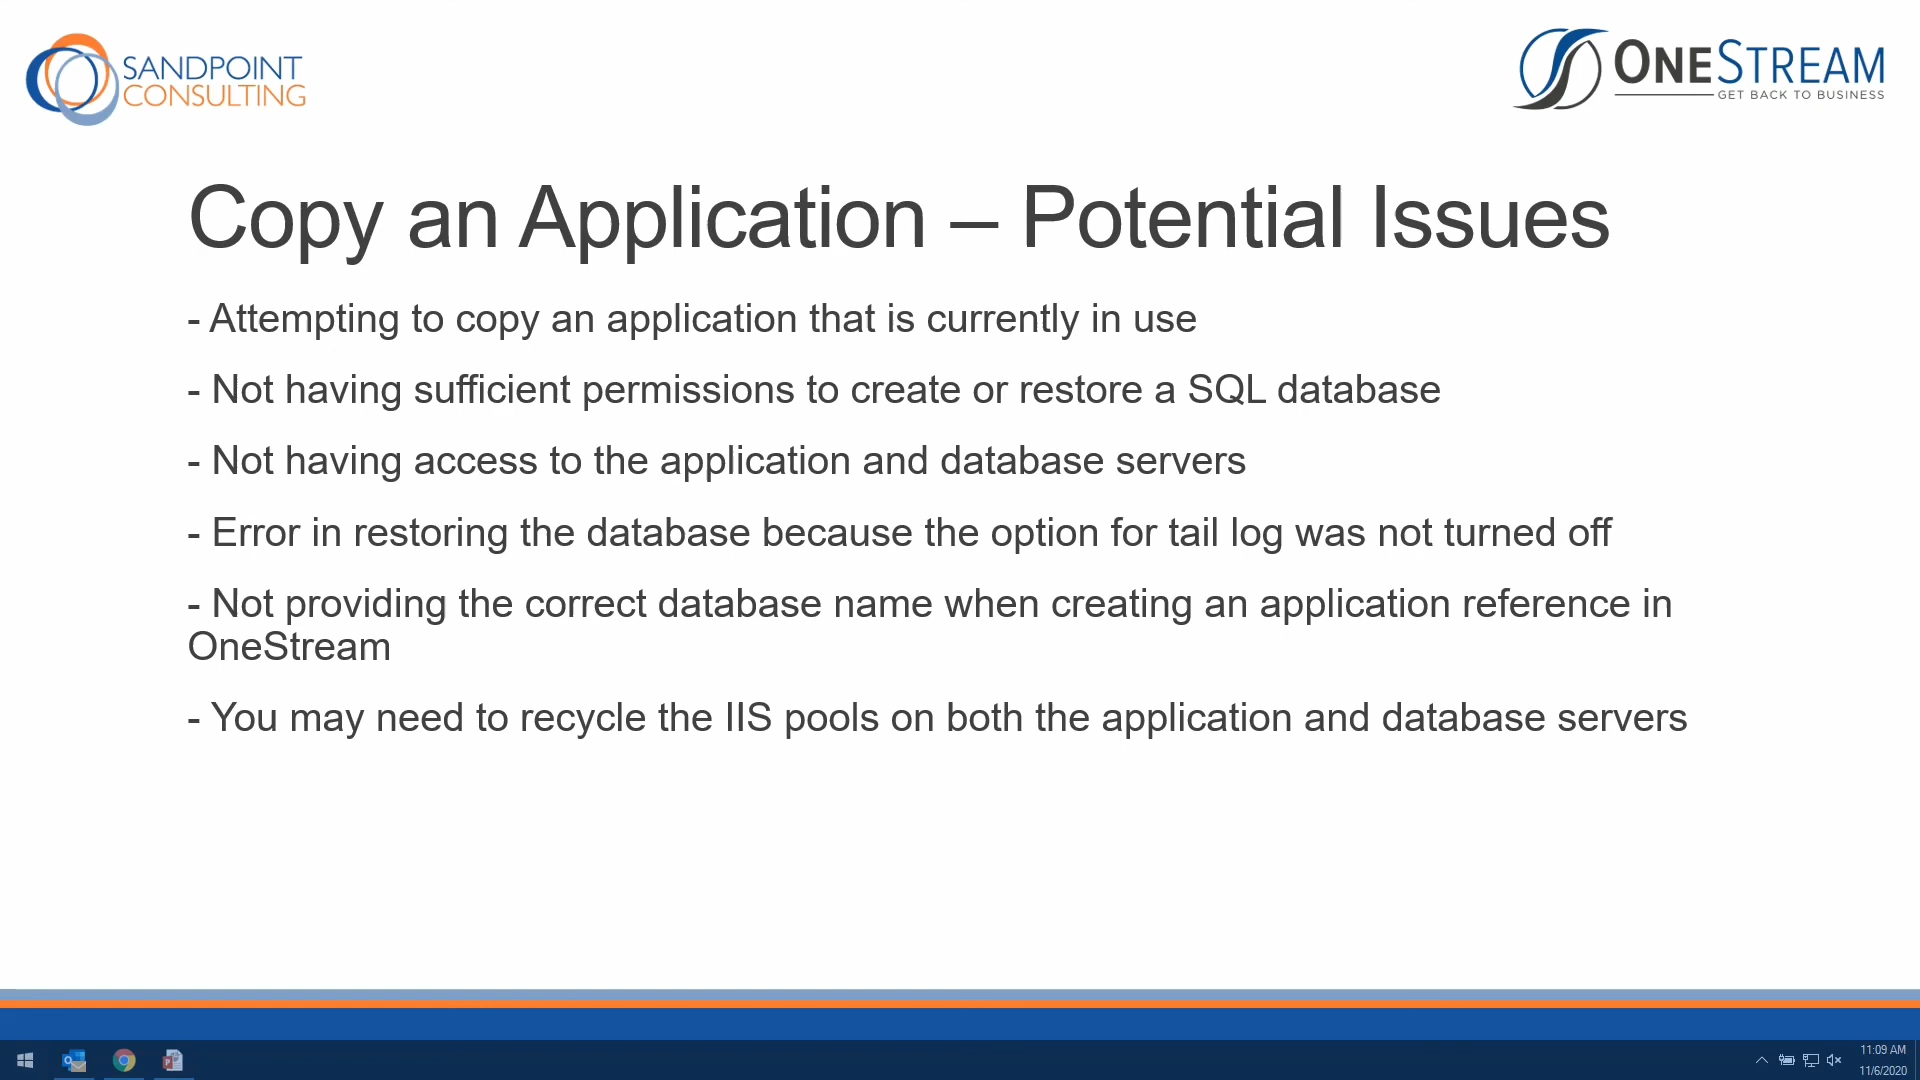 SANDPOINT
CONSULTING
ONESTREAM
GET BACK TO BUSINESS
Copy an Application – Potential Issues
- Attempting to copy an application that is currently in use
- Not having sufficient permissions to create or restore a SQL database
- Not having access to the application and database servers
- Error in restoring the database because the option for tail log was not turned off
- Not providing the correct database name when creating an application reference in
OneStream
- You may need to recycle the IIS pools on both the application and database servers
11:09 AM
11/6/2020